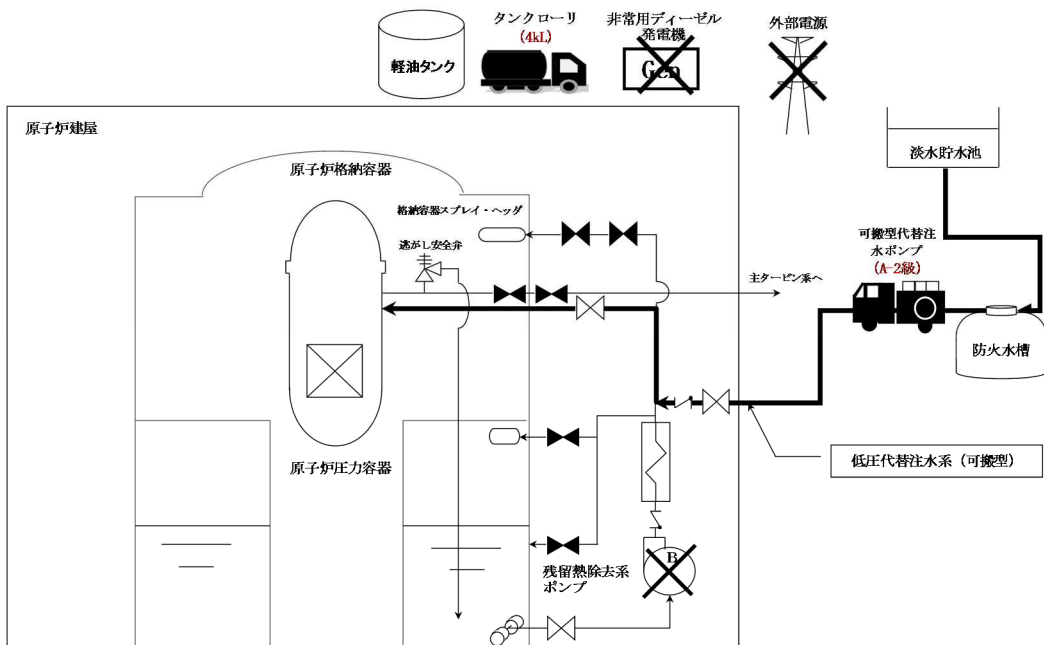 タンクローリ
(4kL)
非常用ディーゼル
発電機
外部電源
軽油タンク
Gen
原子炉建屋
淡水貯水池
原子炉格納容器
格納容器スプレイ・ヘッダ
逃がし安全弁
可搬型代替注
水ポンプ
(A-2級)
主タービン系へ
防火水槽
原子炉圧力容器
低圧代替注水系（可搬型）
B
残留熱除去系
ポンプ